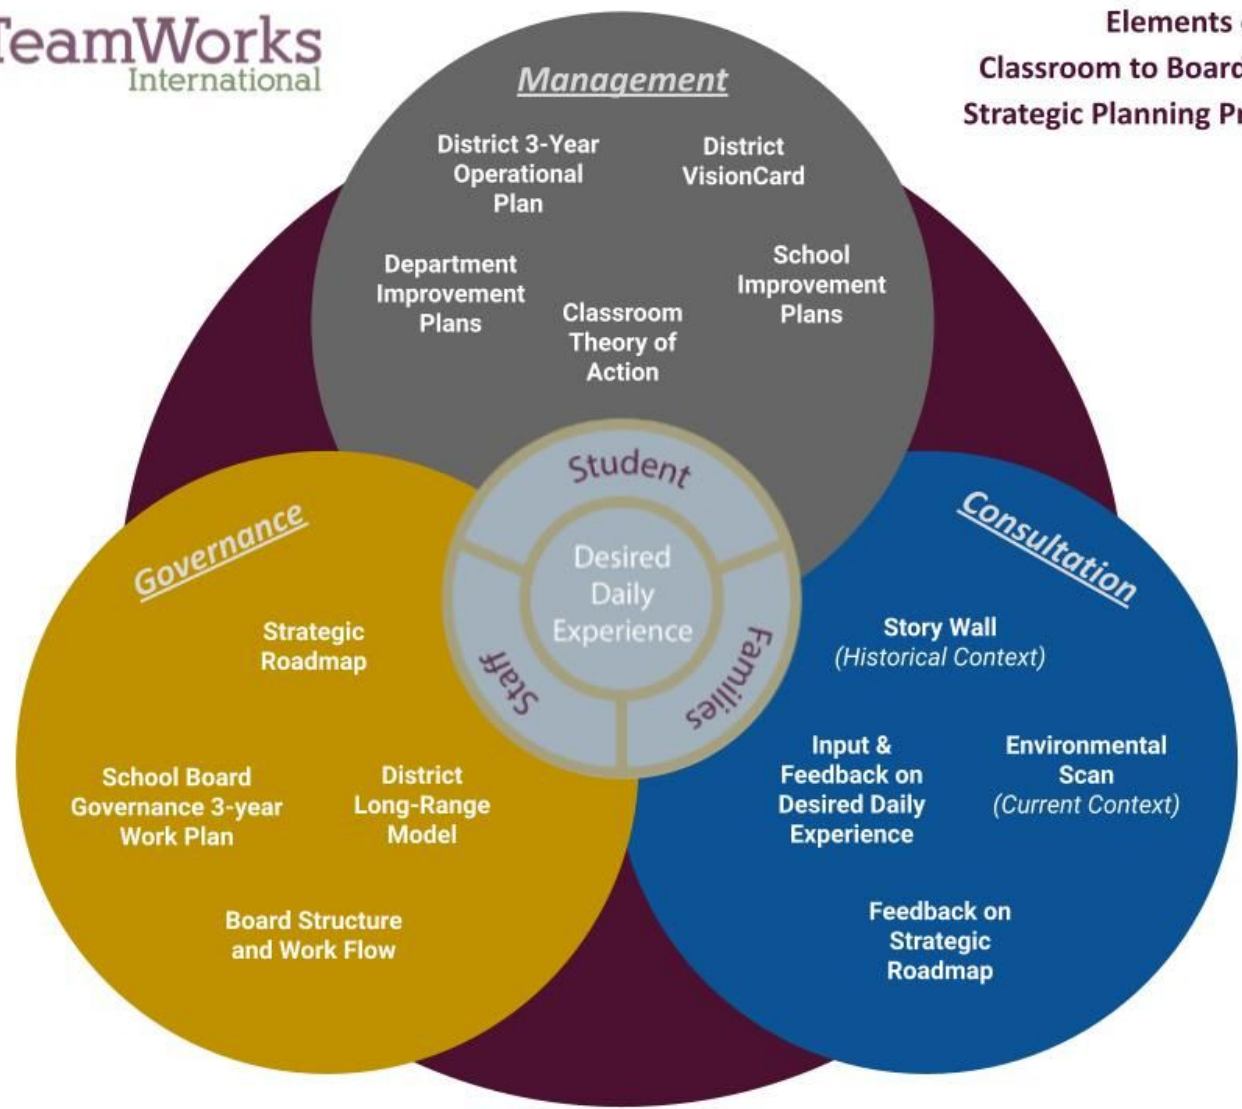 TeamWorks
International
Elements
Classroom to Board
Strategic Planning
Management
District 3-Year
Operational
Plan
District
VisionCard
Department
Improvement
Plans
Classroom
Theory of
Action
School
Improvement
Plans
Student
Desired
Daily
Experience
Staff
Families
Governance
Strategic
Roadmap
School Board
Governance 3-year
Work Plan
District
Long-Range
Model
Board Structure
and Work Flow
Consultation
Story Wall
(Historical Context)
Input &
Feedback on
Desired Daily
Experience
Environmental
Scan
(Current Context)
Feedback on
Strategic
Roadmap